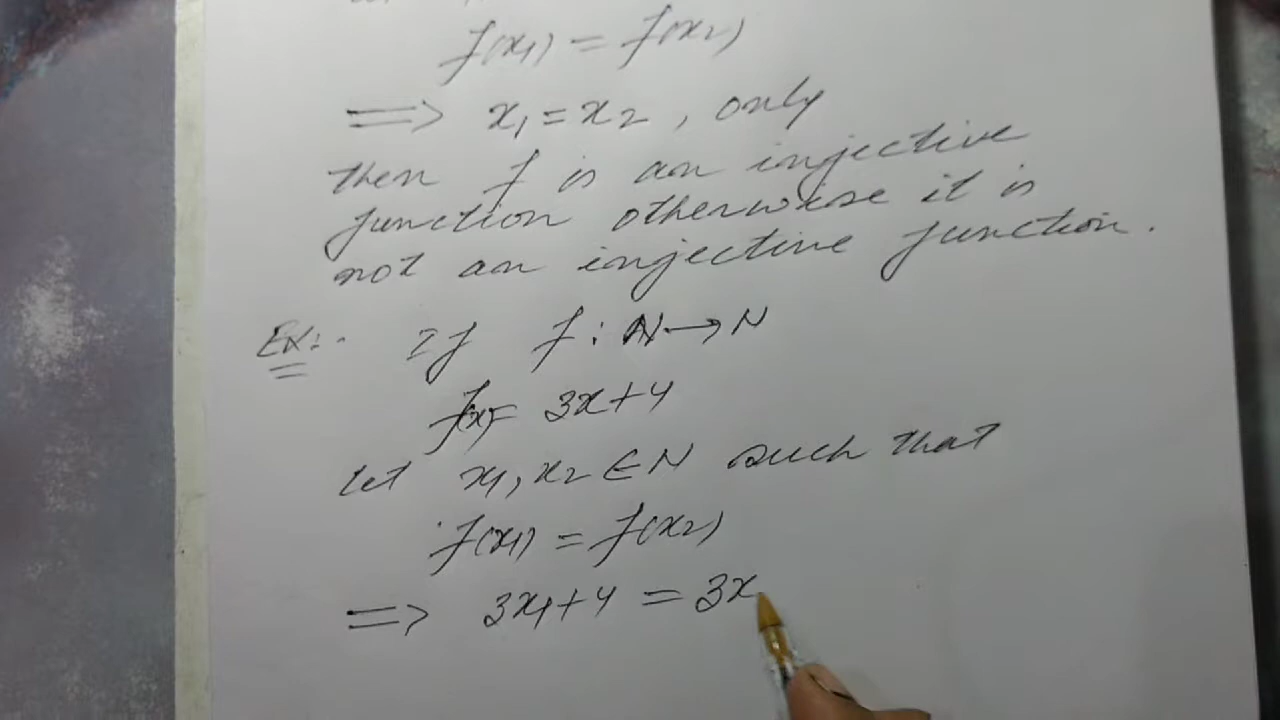 f(x1) = f(x2)
=> x1 = x2, only
then f is an injective
function otherwise it is
not an injective function.
Ex:- If f : N → N
f(x) = 3x+4
let x1, x2 ∈ N such that
f(x1) = f(x2)
=> 3x1+4 = 3x